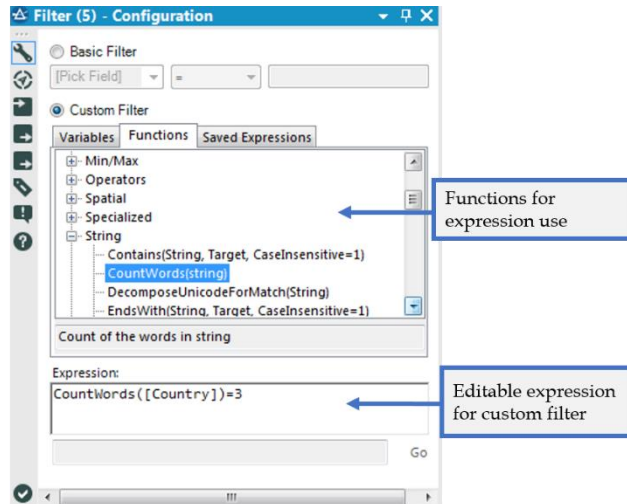 Filter (5) - Configuration
Basic Filter
[Pick Field] =
Custom Filter
Variables Functions Saved Expressions
Min/Max
Operators
Spatial
Specialized
String
Contains(String, Target, CaseInsensitive=1)
CountWords(string)
DecomposeUnicodeForMatch(String)
EndsWith(String, Target, CaseInsensitive=1)
Count of the words in string
Expression:
CountWords([Country])=3
Go
Functions for
expression use
Editable expression
for custom filter